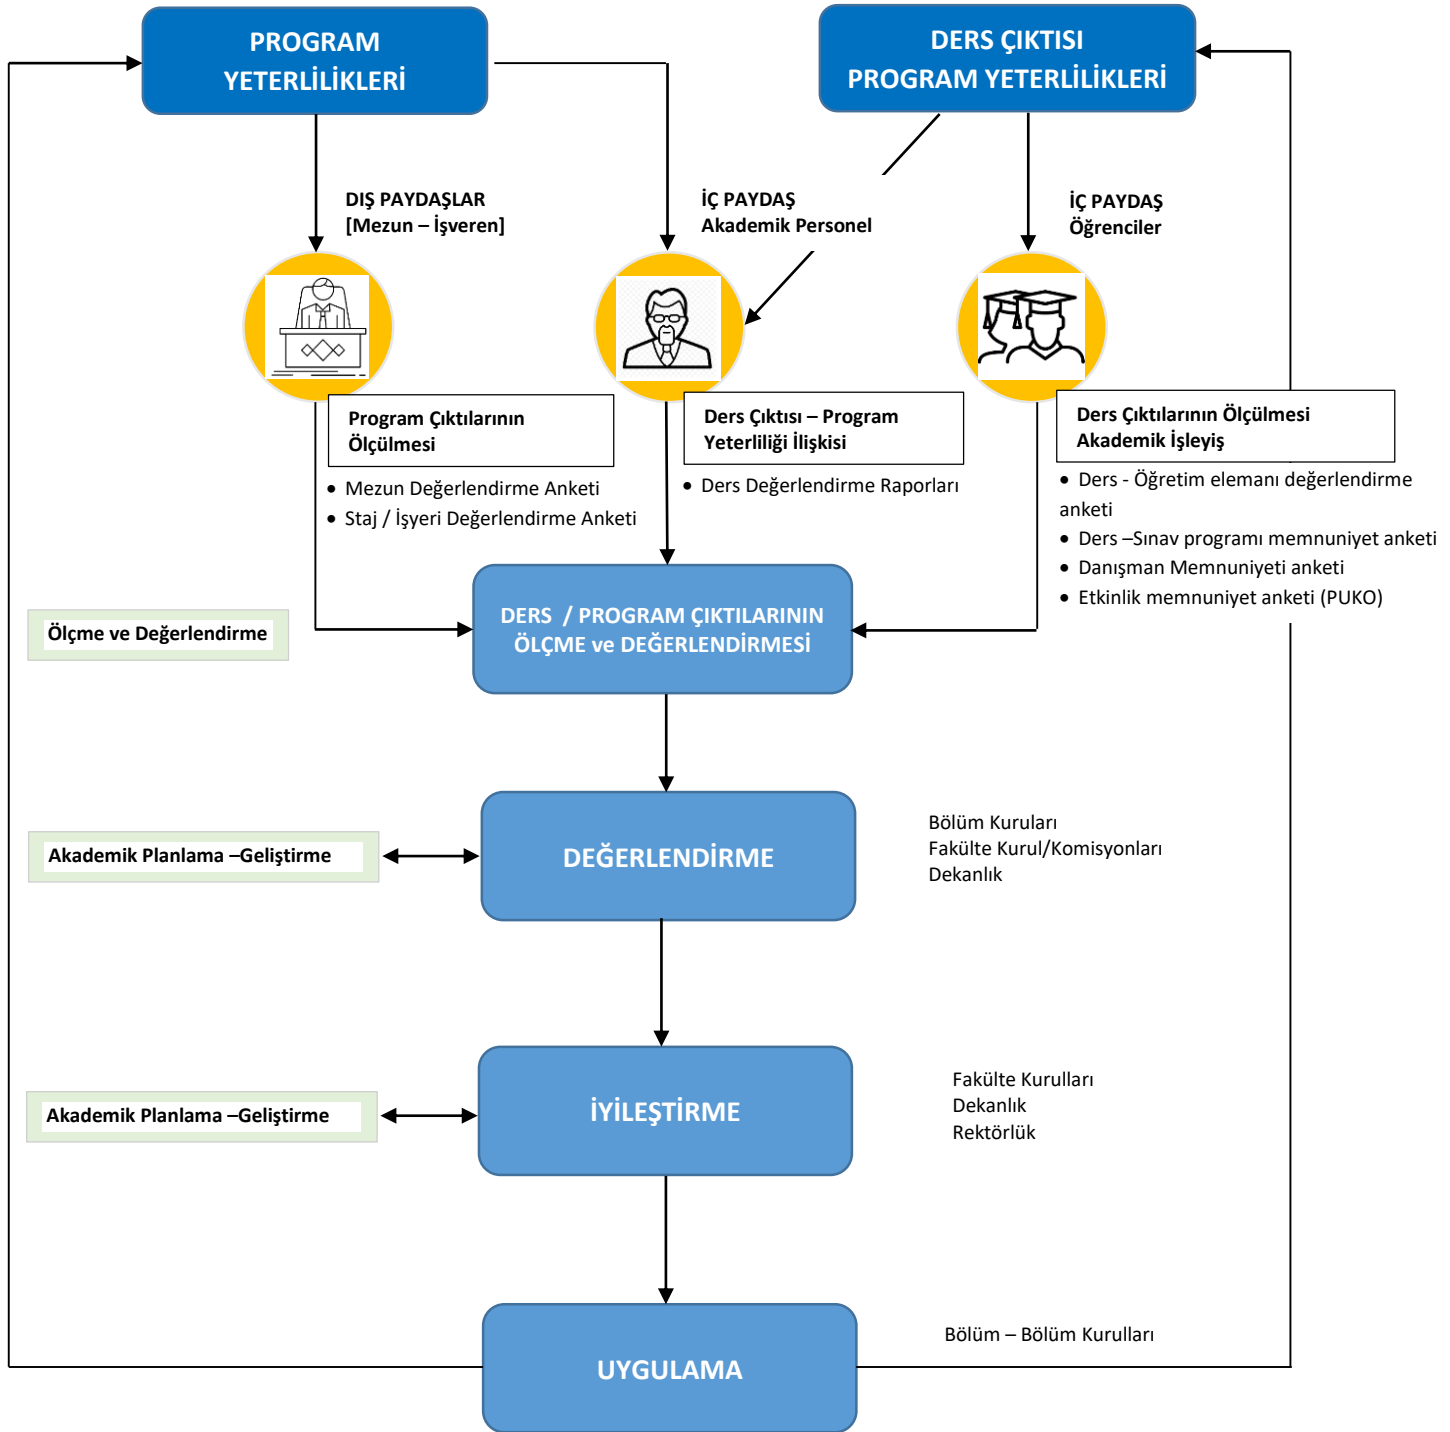 PROGRAM
YETERLİLİKLERİ
DERS ÇIKTISI
PROGRAM YETERLİLİKLERİ
DIŞ PAYDAŞLAR
[Mezun – İşveren]
İÇ PAYDAŞ
Akademik Personel
İÇ PAYDAŞ
Öğrenciler
Program Çıktılarının
Ölçülmesi
• Mezun Değerlendirme Anketi
• Staj / İşyeri Değerlendirme Anketi
Ders Çıktısı – Program
Yeterliliği İlişkisi
• Ders Değerlendirme Raporları
Ders Çıktılarının Ölçülmesi
Akademik İşleyiş
• Ders - Öğretim elemanı değerlendirme
anketi
• Ders –Sınav programı memnuniyet anketi
• Danışman Memnuniyeti anketi
• Etkinlik memnuniyet anketi (PUKO)
Ölçme ve Değerlendirme
DERS / PROGRAM ÇIKTILARININ
ÖLÇME ve DEĞERLENDİRMESİ
Akademik Planlama –Geliştirme
DEĞERLENDİRME
Bölüm Kuruları
Fakülte Kurul/Komisyonları
Dekanlık
Akademik Planlama –Geliştirme
İYİLEŞTİRME
Fakülte Kurulları
Dekanlık
Rektörlük
UYGULAMA
Bölüm – Bölüm Kurulları